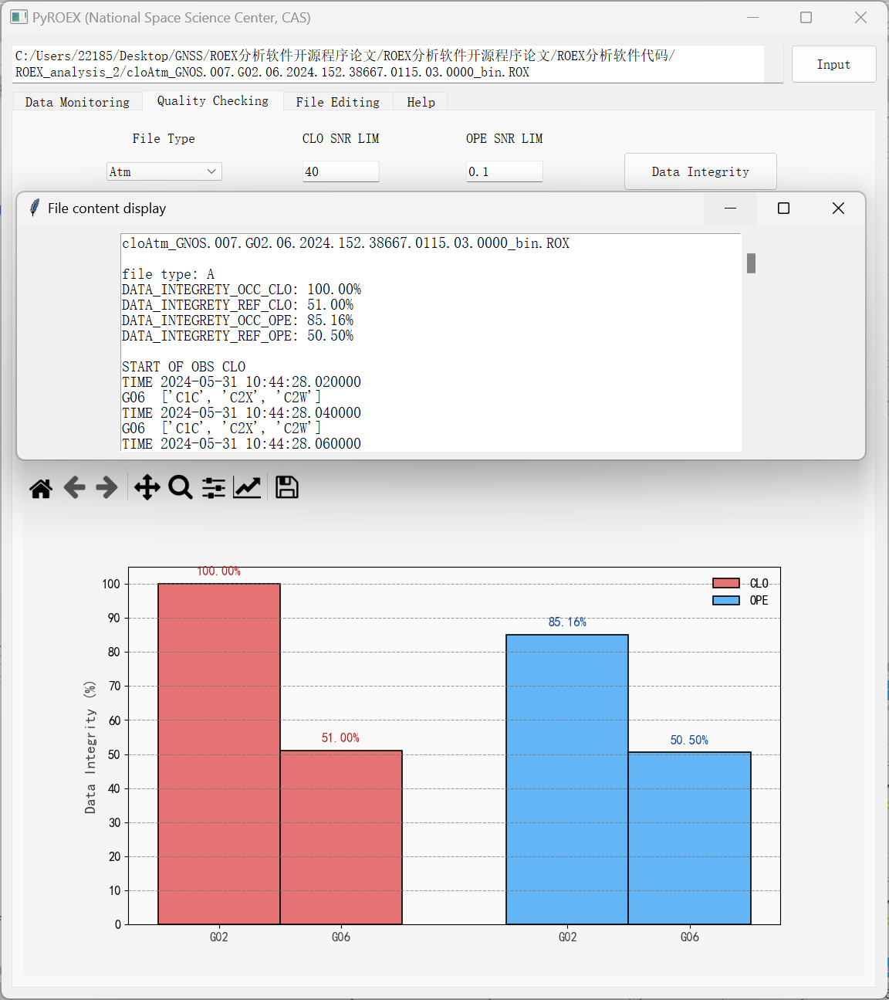 PyROEX (National Space Science Center, CAS)
C:/Users/22185/Desktop/GNSS/ROEX分析软件开源程序论文/ROEX分析软件开源程序论文/ROEX分析软件代码/
ROEX_analysis_2/cloAtm_GNOS.007.G02.06.2024.152.38667.0115.03.0000_bin.ROX
Input
Data Monitoring Quality Checking File Editing Help
File Type CLO SNR LIM OPE SNR LIM
Atm 40 0.1 Data Integrity
File content display
cloAtm_GNOS.007.G02.06.2024.152.38667.0115.03.0000_bin.ROX
file type: A
DATA_INTEGRETY_OCC_CLO: 100.00%
DATA_INTEGRETY_REF_CLO: 51.00%
DATA_INTEGRETY_OCC_OPE: 85.16%
DATA_INTEGRETY_REF_OPE: 50.50%
START OF OBS CLO
TIME 2024-05-31 10:44:28.020000
G06 ['C1C', 'C2X', 'C2W']
TIME 2024-05-31 10:44:28.040000
G06 ['C1C', 'C2X', 'C2W']
TIME 2024-05-31 10:44:28.060000
100.00%
CLO
OPE
85.16%
51.00%
50.50%
Data Integrity (%)
100
90
80
70
60
50
40
30
20
10
0
G02 G06 G02 G06